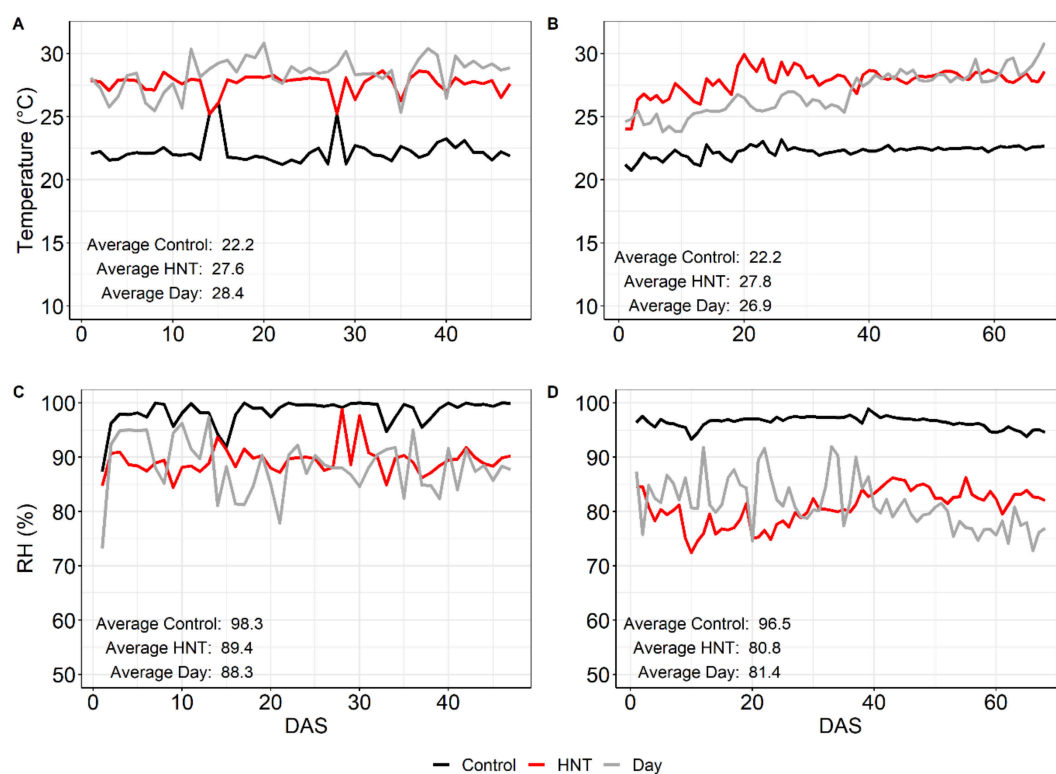 A
B
Temperature (°C)
30
25
20
15
10
Average Control: 22.2
Average HNT: 27.6
Average Day: 28.4
0 10 20 30 40
30
25
20
15
10
Average Control: 22.2
Average HNT: 27.8
Average Day: 26.9
0 20 40 60
C
D
RH (%)
100
90
80
70
60
50
Average Control: 98.3
Average HNT: 89.4
Average Day: 88.3
0 10 20 30 40
DAS
100
90
80
70
60
50
Average Control: 96.5
Average HNT: 80.8
Average Day: 81.4
0 20 40 60
DAS
Control HNT Day